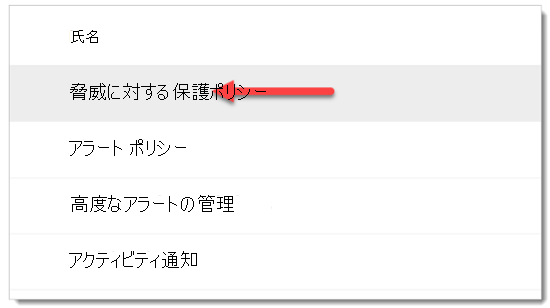 氏名
脅威に対する保護ポリシー
アラート ポリシー
高度なアラートの管理
アクティビティ通知